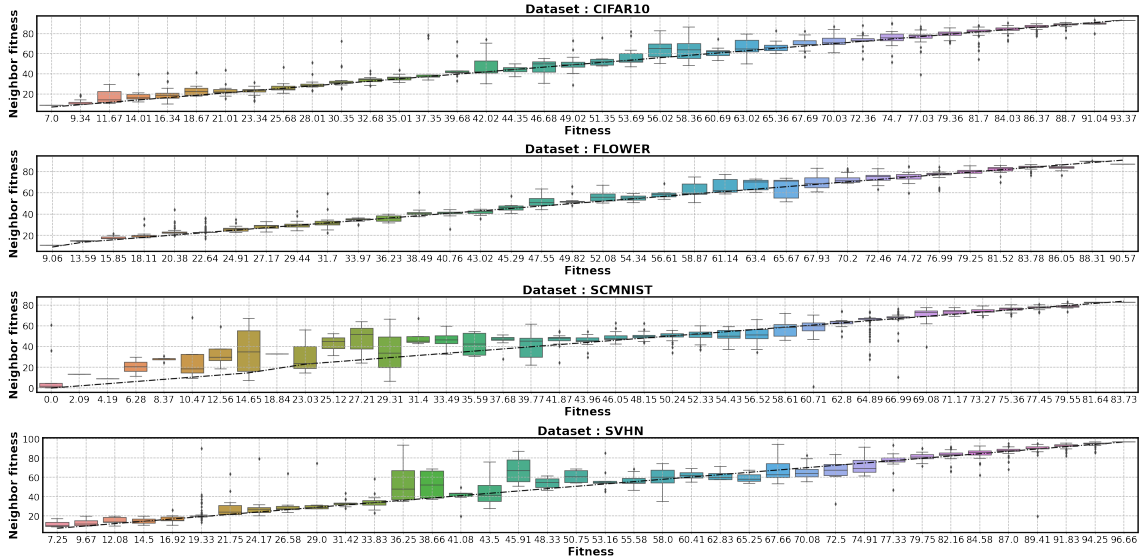 Dataset : CIFAR10
Neighbor fitness
80
60
40
20
7.0 9.34 11.67 14.01 16.34 18.67 21.01 23.34 25.68 28.01 30.35 32.68 35.01 37.35 39.68 42.02 44.35 46.68 49.02 51.35 53.69 56.02 58.36 60.69 63.02 65.36 67.69 70.03 72.36 74.7 77.03 79.36 81.7 84.03 86.37 88.7 91.04 93.37
Fitness
Dataset : FLOWER
Neighbor fitness
80
60
40
20
9.06 13.59 15.85 18.11 20.38 22.64 24.91 27.17 29.44 31.7 33.97 36.23 38.49 40.76 43.02 45.29 47.55 49.82 52.08 54.34 56.61 58.87 61.14 63.4 65.67 67.93 70.2 72.46 74.72 76.99 79.25 81.52 83.78 86.05 88.31 90.57
Fitness
Dataset : SCMNIST
Neighbor fitness
80
60
40
20
0
0.0 2.09 4.19 6.28 8.37 10.47 12.56 14.65 18.84 23.03 25.12 27.21 29.31 31.4 33.49 35.59 37.68 39.77 41.87 43.96 46.05 48.15 50.24 52.33 54.43 56.52 58.61 60.71 62.8 64.89 66.99 69.08 71.17 73.27 75.36 77.45 79.55 81.64 83.73
Fitness
Dataset : SVHN
Neighbor fitness
100
80
60
40
20
7.25 9.67 12.08 14.5 16.92 19.33 21.75 24.17 26.58 29.0 31.42 33.83 36.25 38.66 41.08 43.5 45.91 48.33 50.75 53.16 55.58 58.0 60.41 62.83 65.25 67.66 70.08 72.5 74.91 77.33 79.75 82.16 84.58 87.0 89.41 91.83 94.25 96.66
Fitness